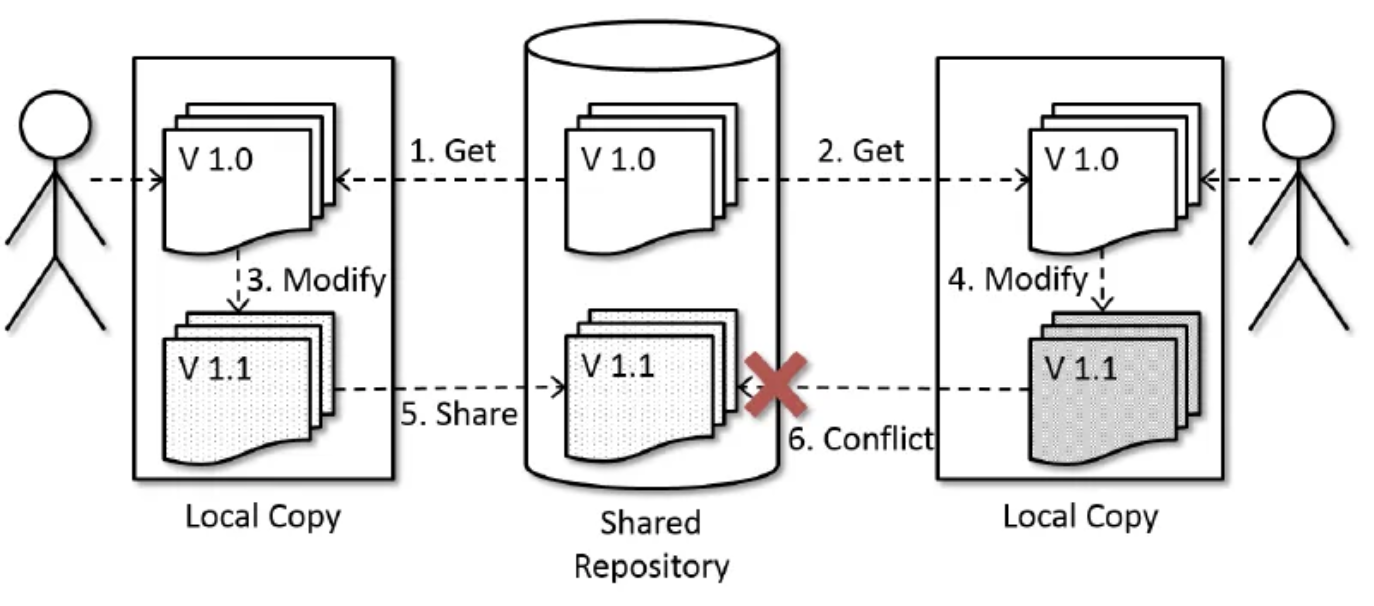 V 1.0
1. Get
V 1.0
2. Get
V 1.0
3. Modify
4. Modify
V 1.1
5. Share
V 1.1
6. Conflict
V 1.1
Local Copy
Shared
Repository
Local Copy